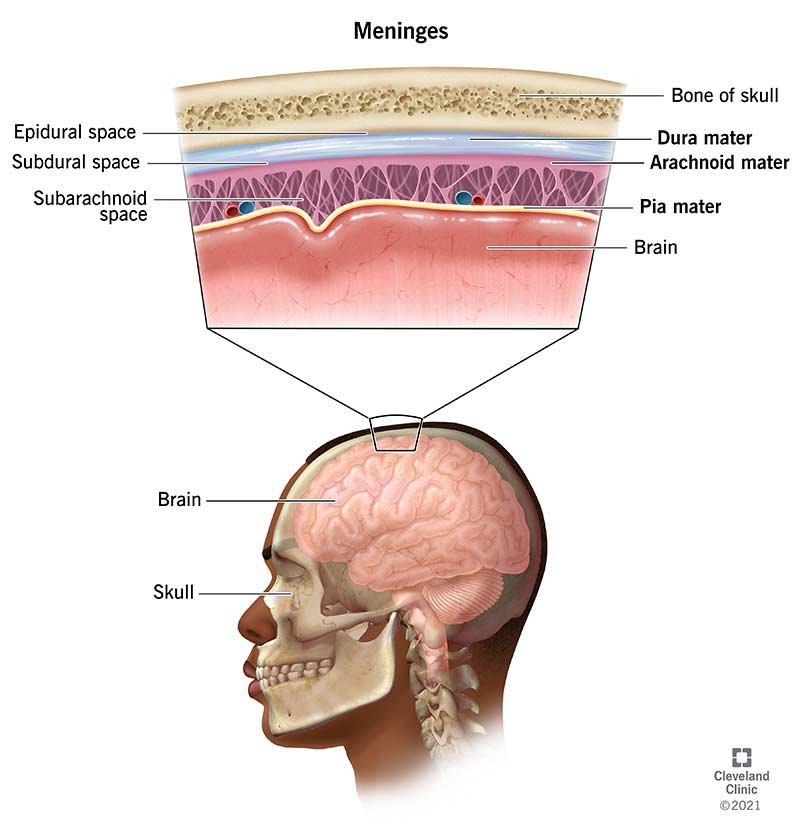 Meninges
Bone of skull
Epidural space
Dura mater
Subdural space
Arachnoid mater
Subarachnoid
space
Pia mater
Brain
Brain
Skull
Cleveland
Clinic
©2021